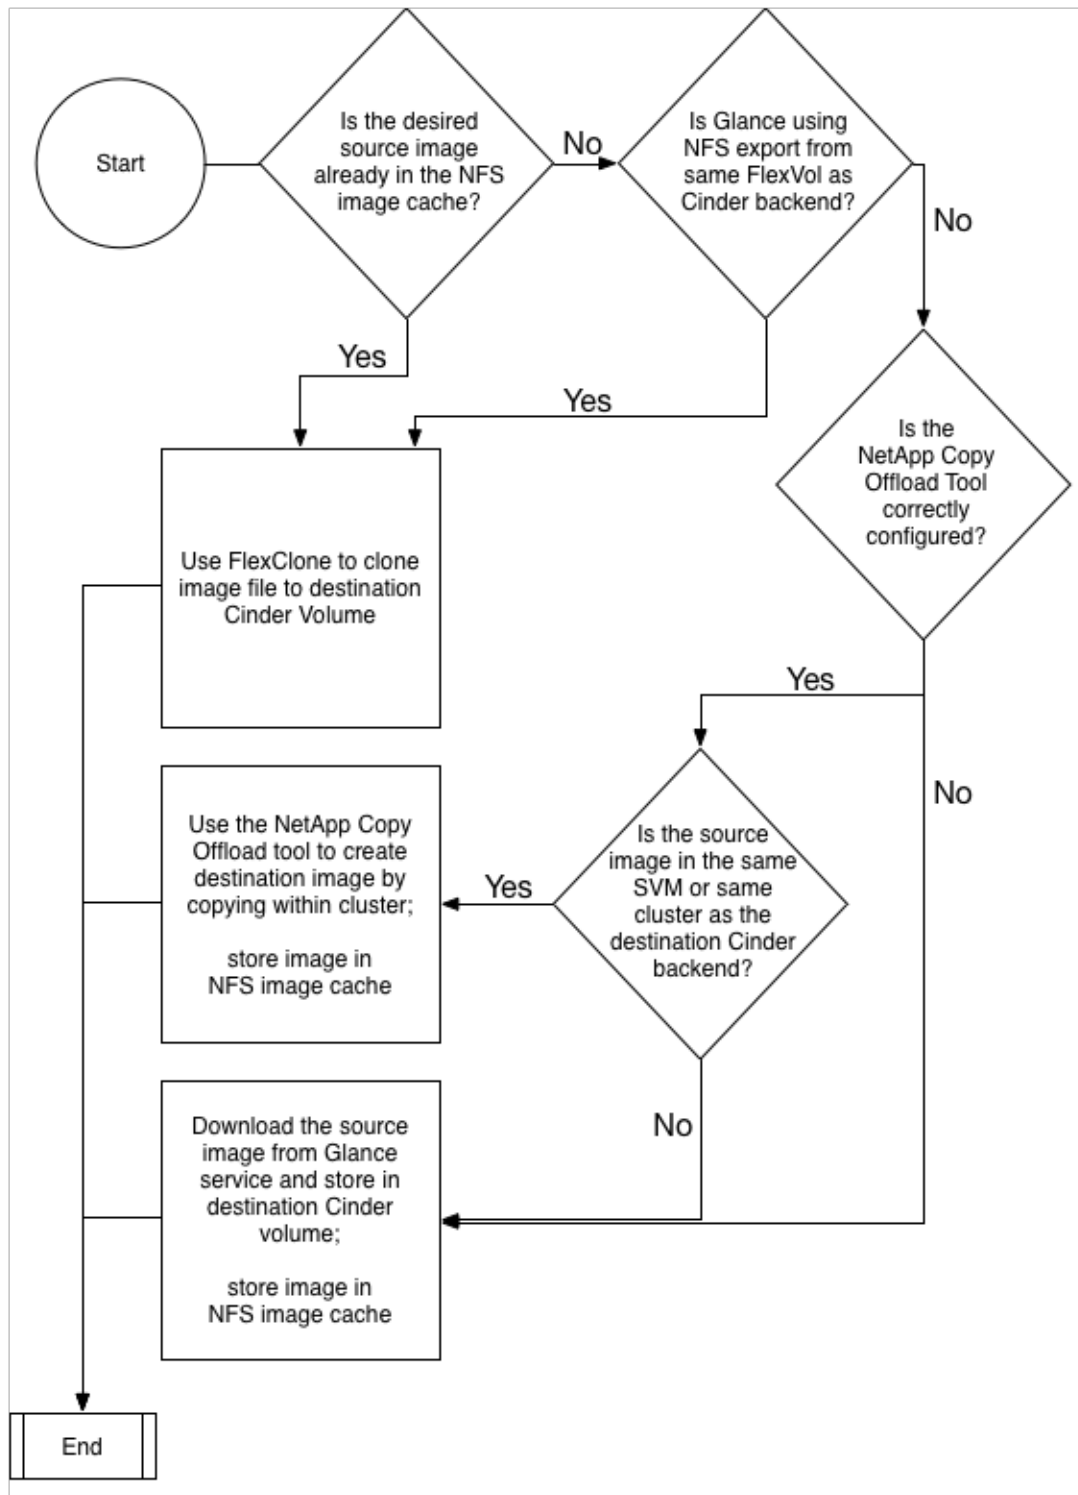 Start
Is the desired
source image
already in the NFS
image cache?
No
Is Glance using
NFS export from
same FlexVol as
Cinder backend?
No
Yes
Yes
Is the
NetApp Copy
Offload Tool
correctly
configured?
Use FlexClone to clone
image file to destination
Cinder Volume
Yes
No
Is the source
image in the same
SVM or same
cluster as the
destination Cinder
backend?
Yes
Use the NetApp Copy
Offload tool to create
destination image by
copying within cluster;
store image in
NFS image cache
No
Download the source
image from Glance
service and store in
destination Cinder
volume;
store image in
NFS image cache
End